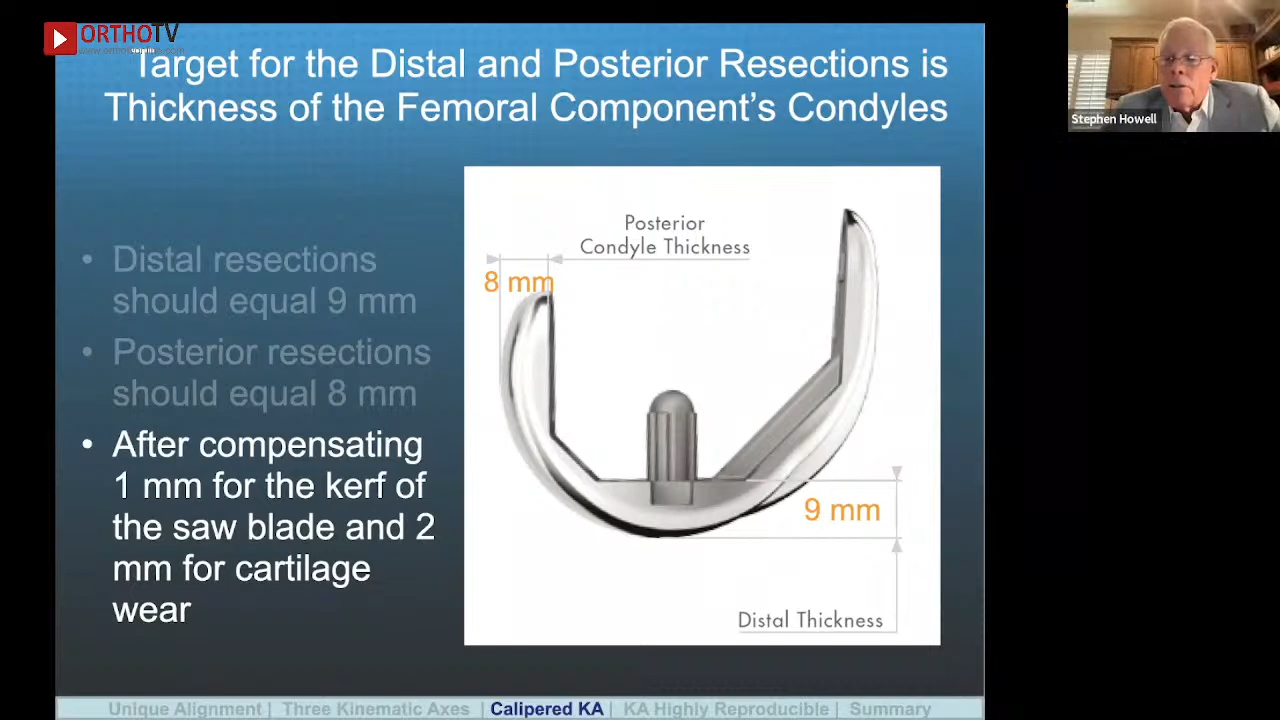 ORTHOTV
Target for the Distal and Posterior Resections is
Thickness of the Femoral Component's Condyles
Stephen Howell
• Distal resections
should equal 9 mm
• Posterior resections
should equal 8 mm
• After compensating
1 mm for the kerf of
the saw blade and 2
mm for cartilage
wear
Posterior
Condyle Thickness
8 mm
9 mm
Distal Thickness
Unique Alignment | Three Kinematic Axes | Calipered KA | KA Highly Reproducible | Summary